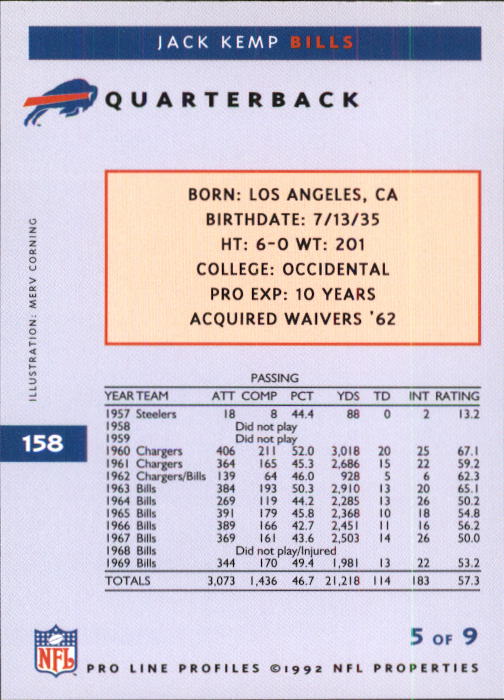 JACK KEMP BILLS
QUARTERBACK
BORN: LOS ANGELES, CA
BIRTHDATE: 7/13/35
HT: 6-0 WT: 201
COLLEGE: OCCIDENTAL
PRO EXP: 10 YEARS
ACQUIRED WAIVERS '62
ILLUSTRATION: MERV CORNING
158
PASSING
YEAR TEAM ATT COMP PCT YDS TD INT RATING
1957 Steelers 18 8 44.4 88 0 2 13.2
1958 Did not play
1959 Did not play
1960 Chargers 406 211 52.0 3,018 20 25 67.1
1961 Chargers 364 165 45.3 2,686 15 22 59.2
1962 Chargers/Bills 139 64 46.0 928 5 6 62.3
1963 Bills 384 193 50.3 2,910 13 20 65.1
1964 Bills 269 119 44.2 2,285 13 26 50.2
1965 Bills 391 179 45.8 2,368 10 18 54.8
1966 Bills 389 166 42.7 2,451 11 16 56.2
1967 Bills 369 161 43.6 2,503 14 26 50.0
1968 Bills Did not play/Injured
1969 Bills 344 170 49.4 1,981 13 22 53.2
TOTALS 3,073 1,436 46.7 21,218 114 183 57.3
5 OF 9
NFL
PRO LINE PROFILES ©1992 NFL PROPERTIES